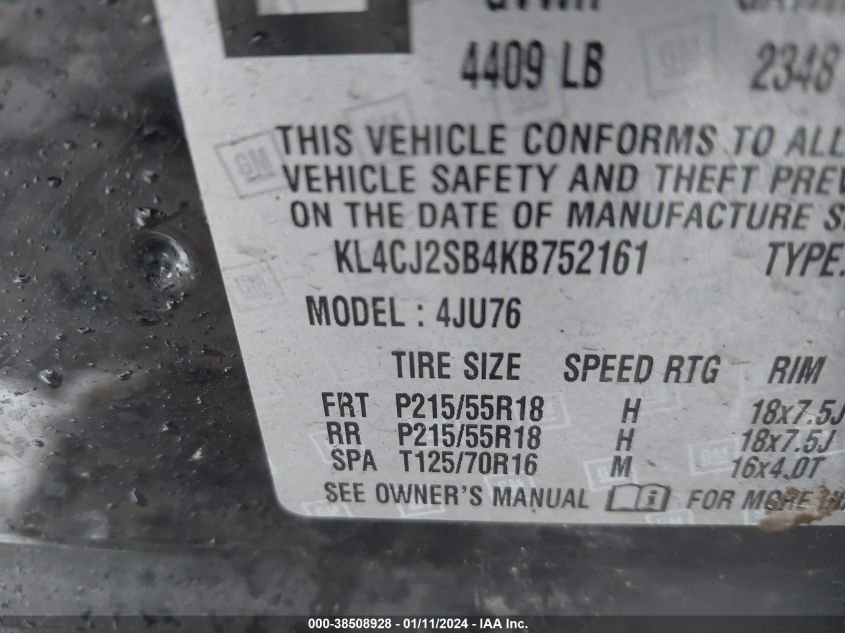 4409 LB 2348
THIS VEHICLE CONFORMS TO ALL
VEHICLE SAFETY AND THEFT
ON THE DATE OF MANUFACTURE
KL4CJ2SB4KB752161 TYPE
MODEL : 4JU76
TIRE SIZE SPEED RTG RIM
FRT P215/55R18 H 18x7.5J
RR P215/55R18 H 18x7.5J
SPA T125/70R16 M 16x4.0T
SEE OWNER'S MANUAL i FOR MORE
GM
000-38508928 - 01/11/2024 - IAAI Inc.